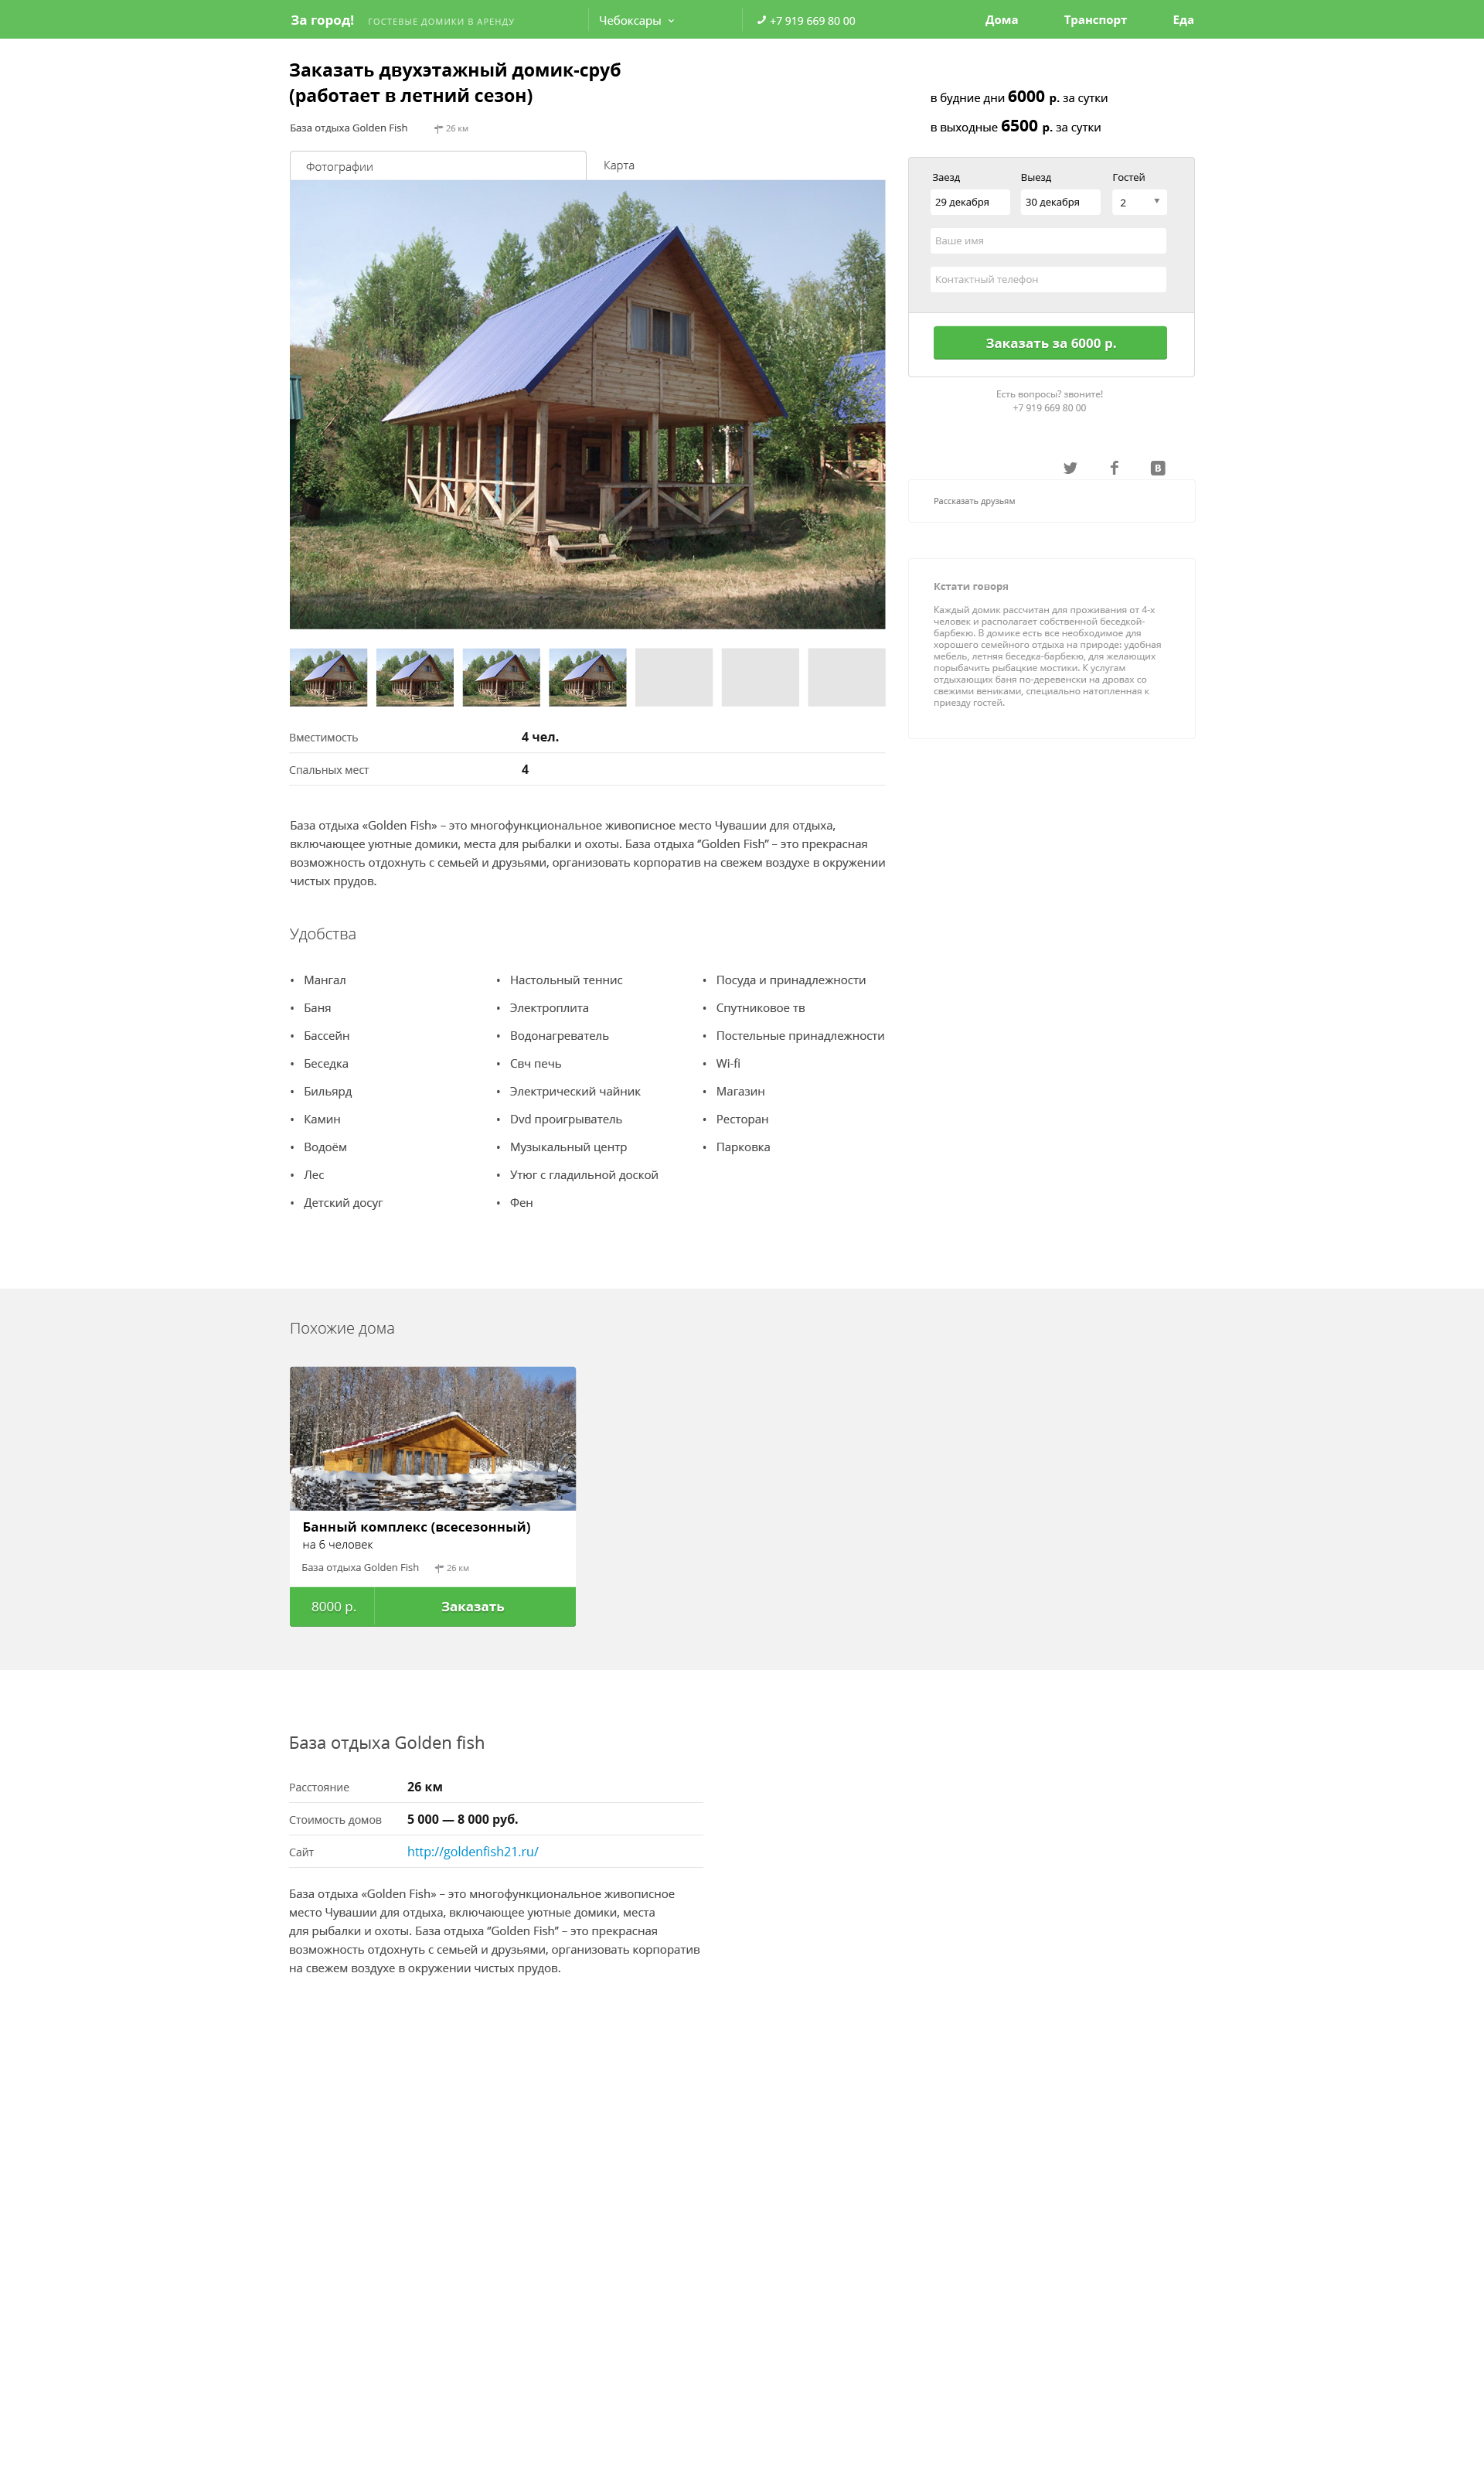 За город! ГОСТЕВЫЕ ДОМИКИ В АРЕНДУ Чебоксары +7 919 669 80 00 Дома Транспорт Еда
Заказать двухэтажный домик-сруб
(работает в летний сезон)
База отдыха Golden Fish 26 км
Фотографии Карта
в будние дни 6000 р. за сутки
в выходные 6500 р. за сутки
Заезд Выезд Гостей
29 декабря 30 декабря 2
Ваше имя
Контактный телефон
Заказать за 6000 р.
Есть вопросы? звоните!
+7 919 669 80 00
Рассказать друзьям
Кстати говоря
Каждый домик рассчитан для проживания от 4-х
человек и располагает собственной беседкой-
барбекю. В домике есть все необходимое для
хорошего семейного отдыха на природе: удобная
мебель, летняя беседка-барбекю, для желающих
порыбачить рыбацкие мостики. К услугам
отдыхающих баня по-деревенски на дровах со
свежими вениками, специально натопленная к
приезду гостей.
Вместимость 4 чел.
Спальных мест 4
База отдыха «Golden Fish» – это многофункциональное живописное место Чувашии для отдыха,
включающее уютные домики, места для рыбалки и охоты. База отдыха “Golden Fish” – это прекрасная
возможность отдохнуть с семьей и друзьями, организовать корпоратив на свежем воздухе в окружении
чистых прудов.
Удобства
• Мангал
• Баня
• Бассейн
• Беседка
• Бильярд
• Камин
• Водоём
• Лес
• Детский досуг
• Настольный теннис
• Электроплита
• Водонагреватель
• Свч печь
• Электрический чайник
• Dvd проигрыватель
• Музыкальный центр
• Утюг с гладильной доской
• Фен
• Посуда и принадлежности
• Спутниковое тв
• Постельные принадлежности
• Wi-fi
• Магазин
• Ресторан
• Парковка
Похожие дома
Банный комплекс (всесезонный)
на 6 человек
База отдыха Golden Fish 26 км
8000 р. Заказать
База отдыха Golden fish
Расстояние 26 км
Стоимость домов 5 000 — 8 000 руб.
Сайт http://goldenfish21.ru/
База отдыха «Golden Fish» – это многофункциональное живописное
место Чувашии для отдыха, включающее уютные домики, места
для рыбалки и охоты. База отдыха “Golden Fish” – это прекрасная
возможность отдохнуть с семьей и друзьями, организовать корпоратив
на свежем воздухе в окружении чистых прудов.